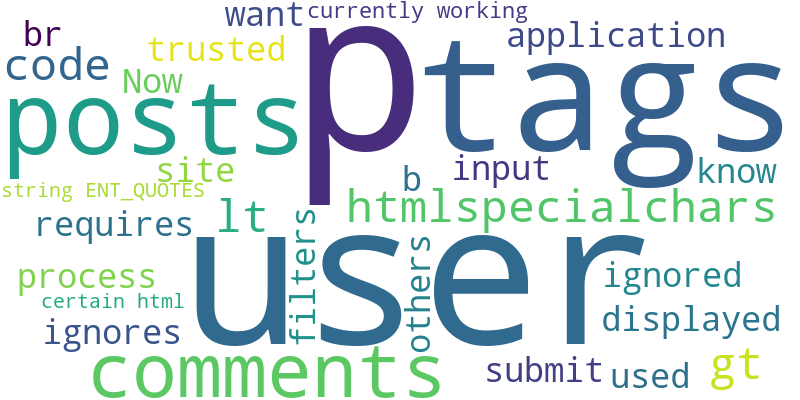 want currently working
br
trusted
application
code
Now
p
tags
posts
site
b
input
know
string ENT_QUOTES
htmlspecialchars
requires
lt
user
filters
others
process
ignored
certain html
displayed
ignores
comments
submit
used
gt